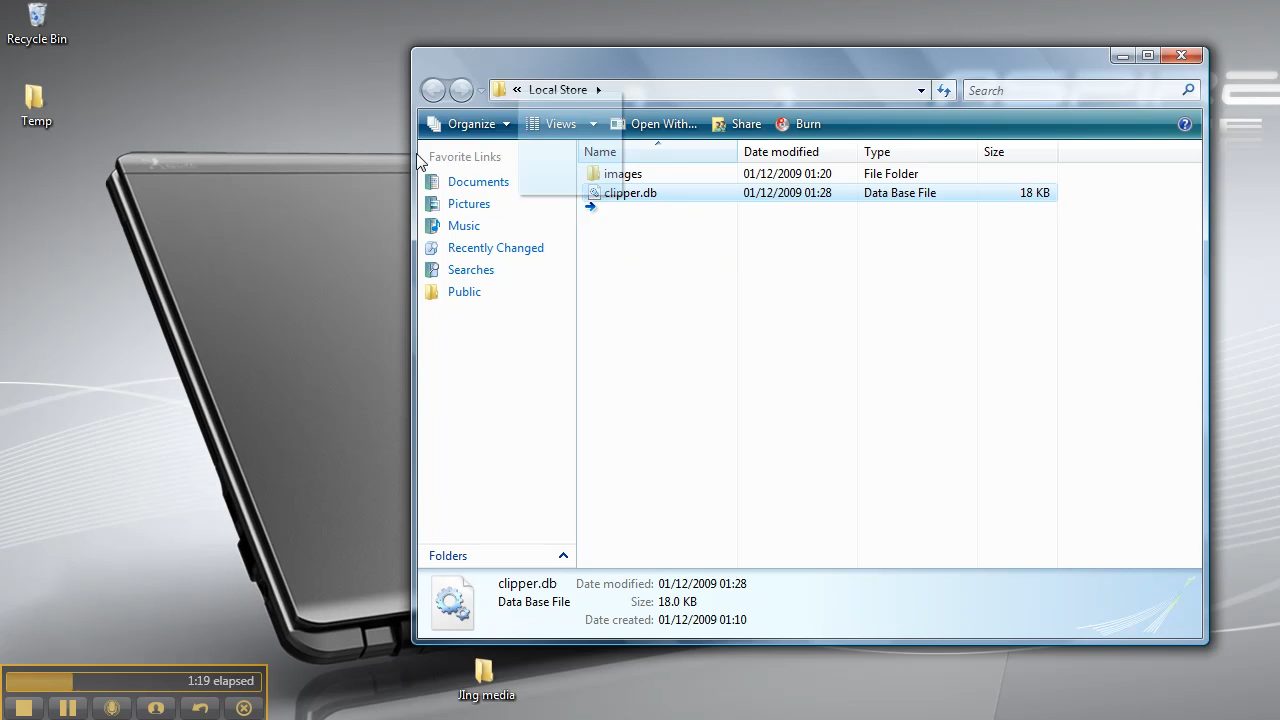 Recycle Bin
Temp
« Local Store
Search
Organize Views Open With... Share Burn
Favorite Links
Documents
Pictures
Music
Recently Changed
Searches
Public
Folders
Name Date modified Type Size
images 01/12/2009 01:20 File Folder
clipper.db 01/12/2009 01:28 Data Base File 18 KB
clipper.db Date modified: 01/12/2009 01:28
Data Base File Size: 18.0 KB
Date created: 01/12/2009 01:10
1:19 elapsed
JIng media